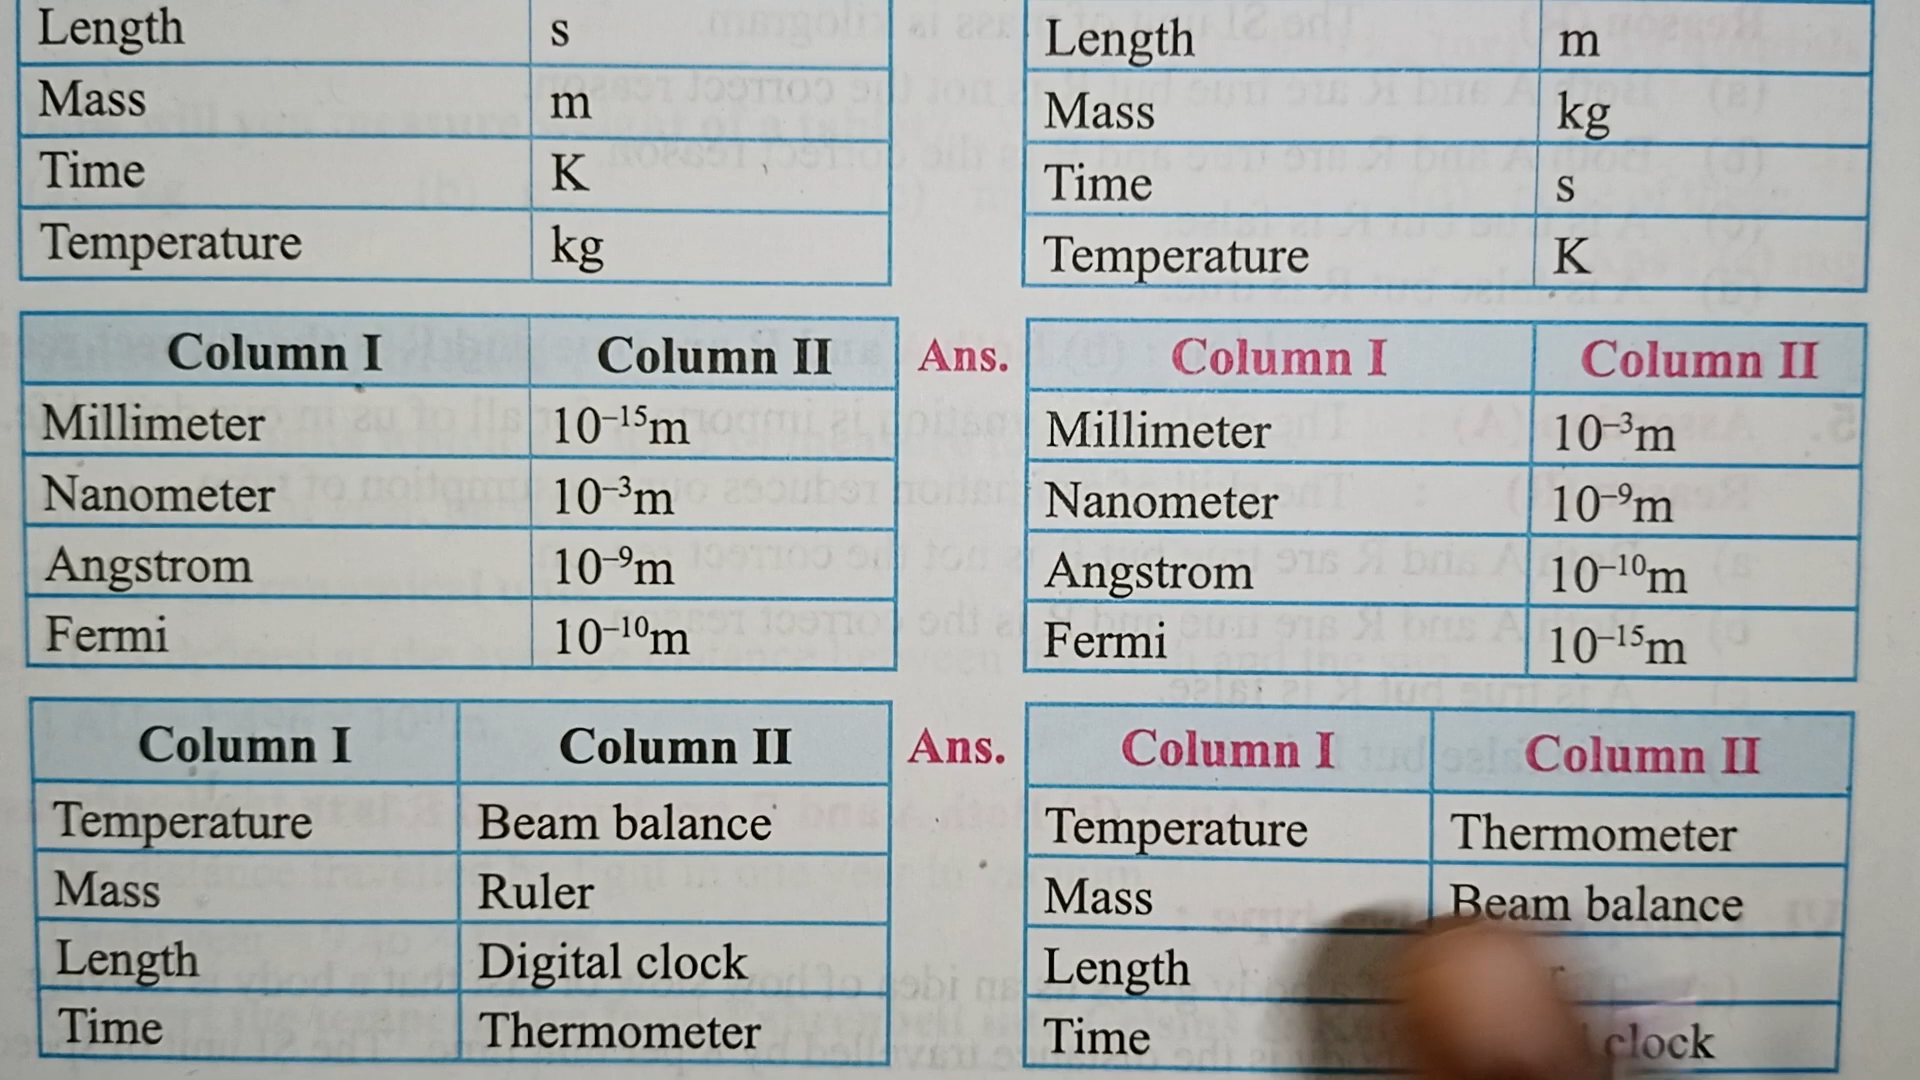 Length s
Mass m
Time K
Temperature kg
Length m
Mass kg
Time s
Temperature K
Column I Column II
Millimeter 10⁻¹⁵m
Nanometer 10⁻³m
Angstrom 10⁻⁹m
Fermi 10⁻¹⁰m
Ans.
Column I Column II
Millimeter 10⁻³m
Nanometer 10⁻⁹m
Angstrom 10⁻¹⁰m
Fermi 10⁻¹⁵m
Column I Column II
Temperature Beam balance
Mass Ruler
Length Digital clock
Time Thermometer
Ans.
Column I Column II
Temperature Thermometer
Mass Beam balance
Length
Time clock